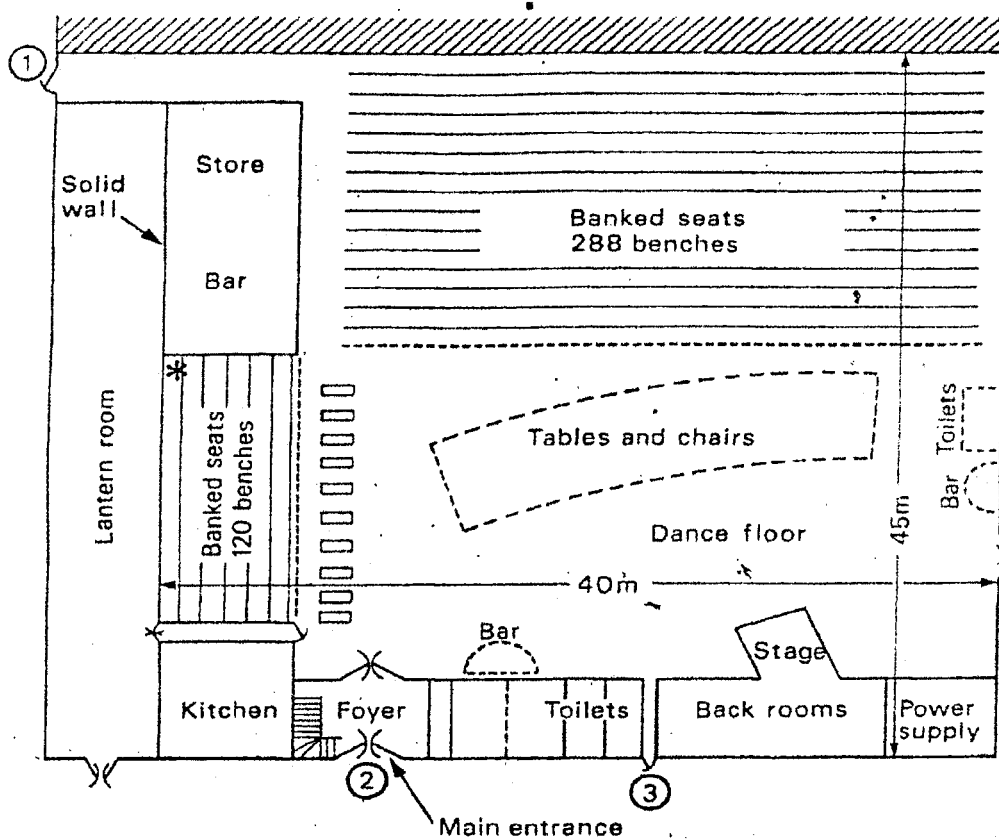 1
Store
Solid
wall
Bar
Banked seats
288 benches
Lantern room
Banked seats
120 benches
Tables and chairs
Toilets
Bar
45m
Dance floor
40m
Bar
Stage
Kitchen
Foyer
Toilets
Back rooms
Power
supply
2
3
Main entrance